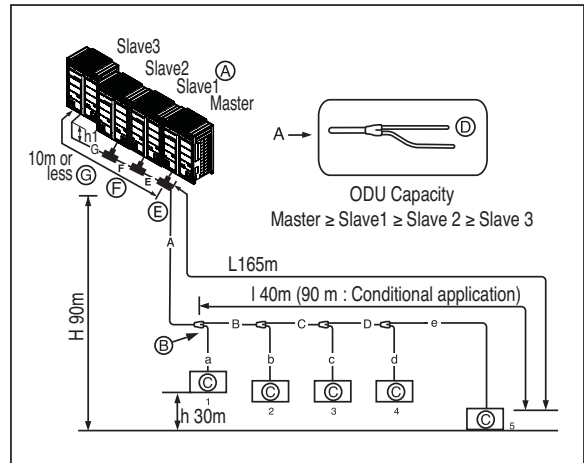 Slave3
Slave2
Slave1 Ⓐ
Master
h1
G
F
E
10m or less Ⓖ
Ⓕ
Ⓔ
A → Ⓓ
ODU Capacity
Master ≥ Slave1 ≥ Slave 2 ≥ Slave 3
A
L165m
H 90m
l 40m (90 m : Conditional application)
B C D e
Ⓑ
a b c d
Ⓒ 1
Ⓒ 2
Ⓒ 3
Ⓒ 4
Ⓒ 5
h 30m